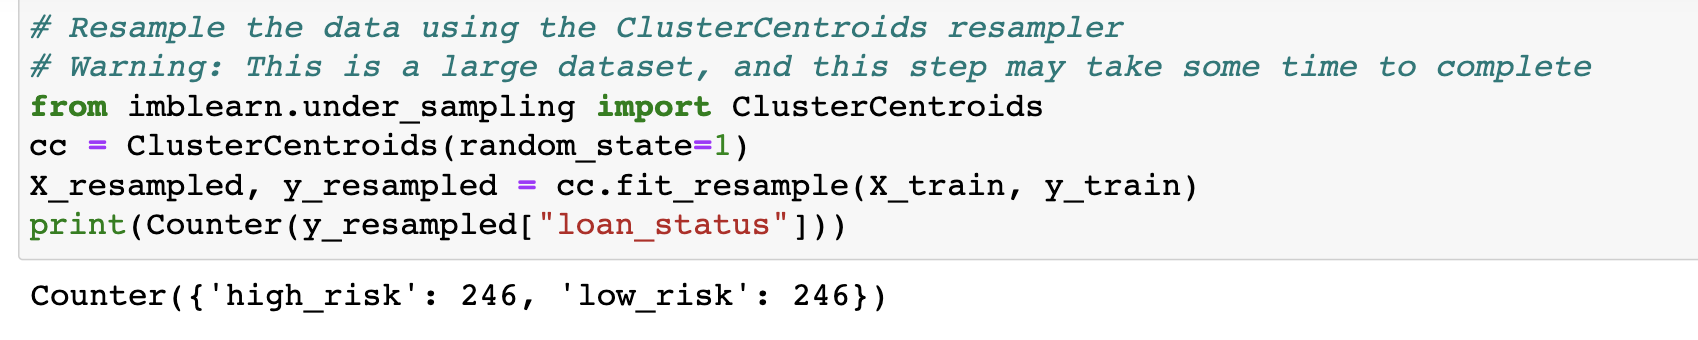 # Resample the data using the ClusterCentroids resampler
# Warning: This is a large dataset, and this step may take some time to complete
from imblearn.under_sampling import ClusterCentroids
cc = ClusterCentroids(random_state=1)
X_resampled, y_resampled = cc.fit_resample(X_train, y_train)
print(Counter(y_resampled["loan_status"]))
Counter({'high_risk': 246, 'low_risk': 246})